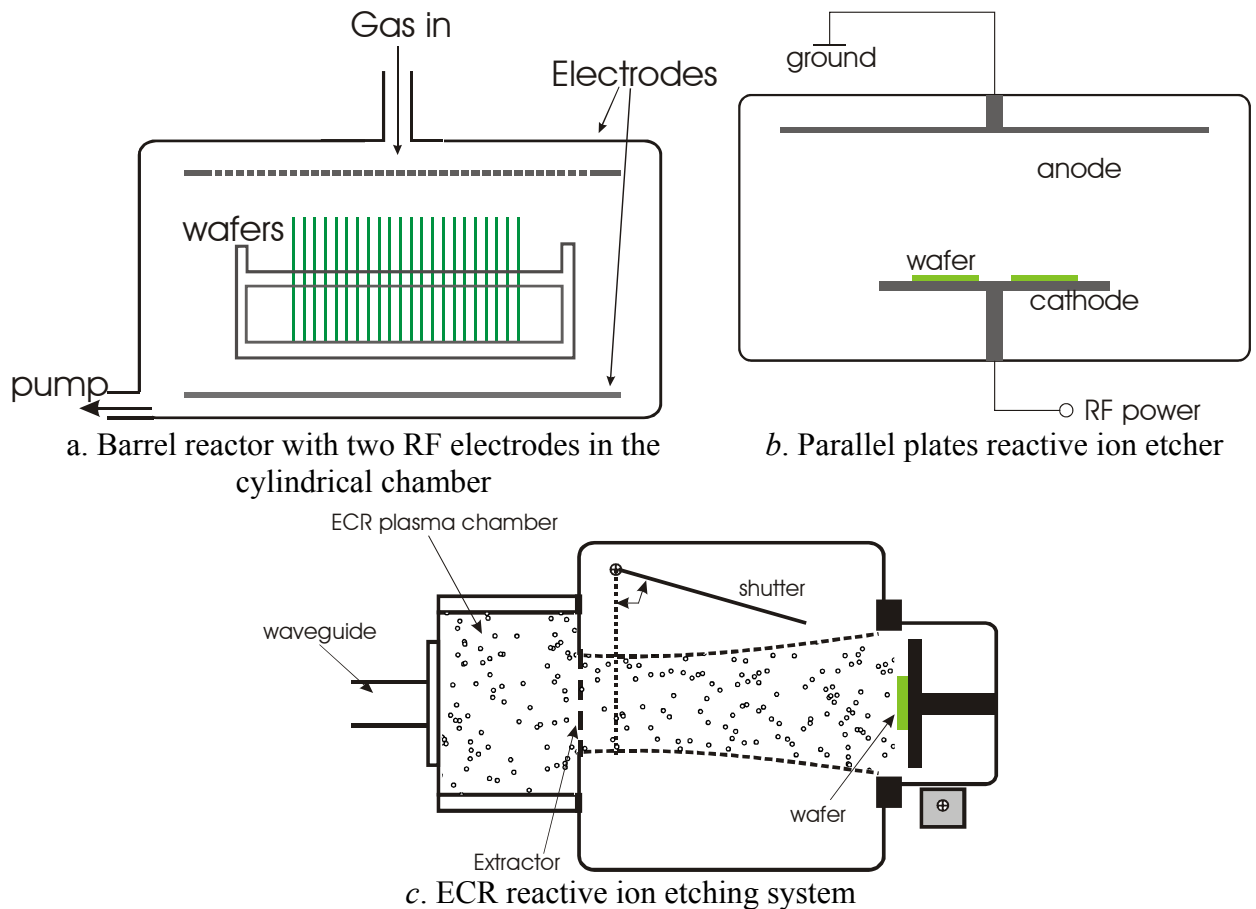 Gas in
Electrodes
wafers
pump
a. Barrel reactor with two RF electrodes in the
cylindrical chamber
ground
anode
wafer
cathode
RF power
b. Parallel plates reactive ion etcher
ECR plasma chamber
shutter
waveguide
wafer
Extractor
c. ECR reactive ion etching system